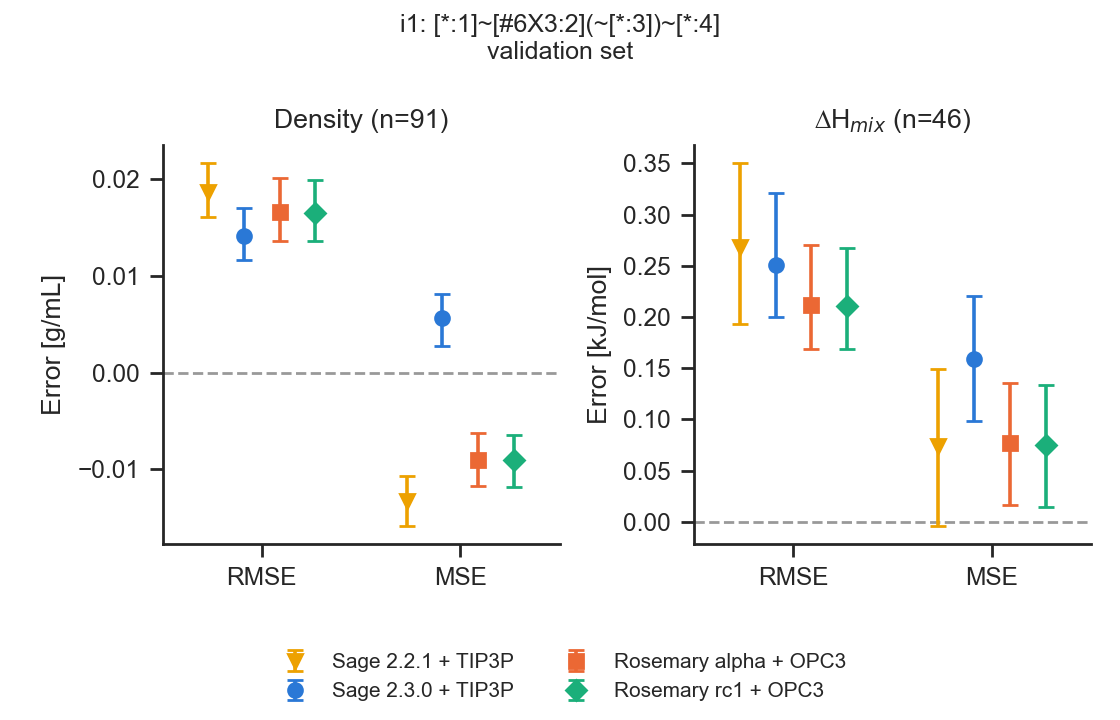 i1: [*:1]~[#6X3:2](~[*:3])~[*:4]
validation set
Density (n=91)
ΔH_mix (n=46)
Error [g/mL]
0.02
0.01
0.00
−0.01
RMSE
MSE
Error [kJ/mol]
0.35
0.30
0.25
0.20
0.15
0.10
0.05
0.00
RMSE
MSE
Sage 2.2.1 + TIP3P
Sage 2.3.0 + TIP3P
Rosemary alpha + OPC3
Rosemary rc1 + OPC3